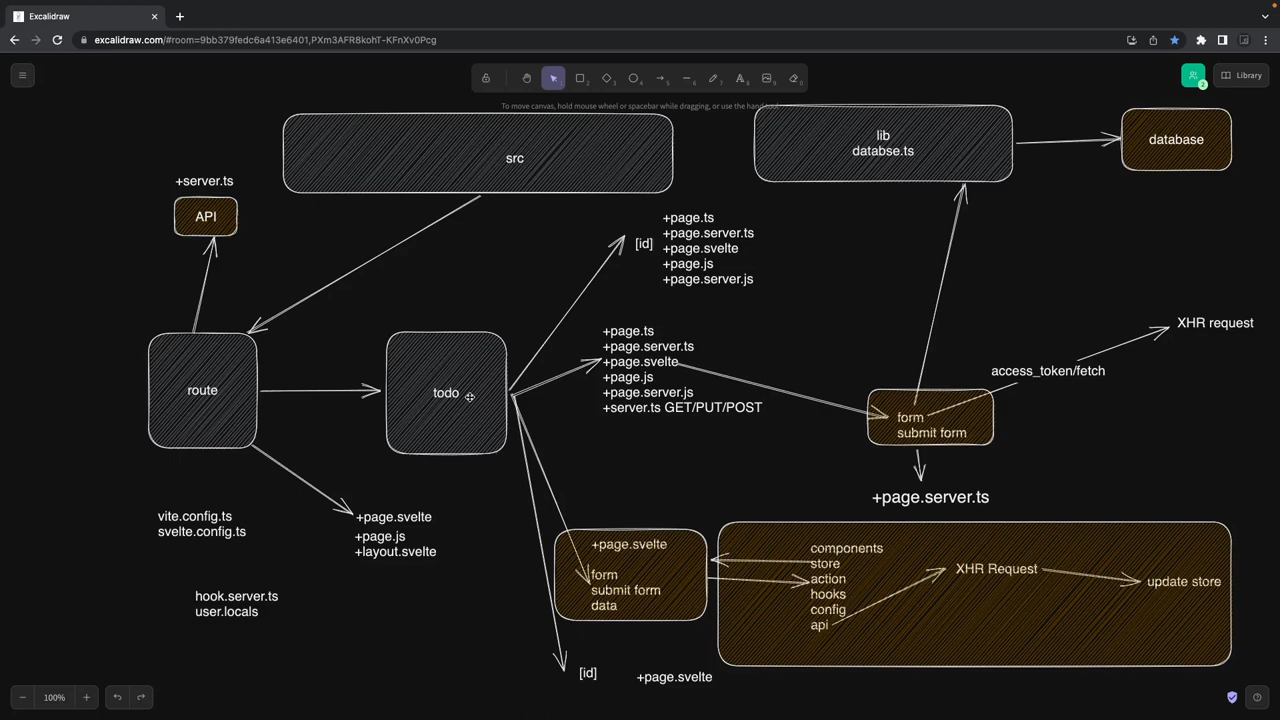 Excalidraw
excalidraw.com/#room=9bb379fedc6a413e6401,PXm3AFR8kohT-KFnXv0Pcg
To move canvas, hold mouse wheel or spacebar while dragging, or use the hand tool
Library
2
src
lib
databse.ts
database
+server.ts
API
[id]
+page.ts
+page.server.ts
+page.svelte
+page.js
+page.server.js
XHR request
access_token/fetch
route
todo
+page.ts
+page.server.ts
+page.svelte
+page.js
+page.server.js
+server.ts GET/PUT/POST
form
submit form
+page.server.ts
vite.config.ts
svelte.config.ts
+page.svelte
+page.js
+layout.svelte
hook.server.ts
user.locals
+page.svelte
form
submit form
data
components
store
action
hooks
config
api
XHR Request
update store
[id]
+page.svelte
100%